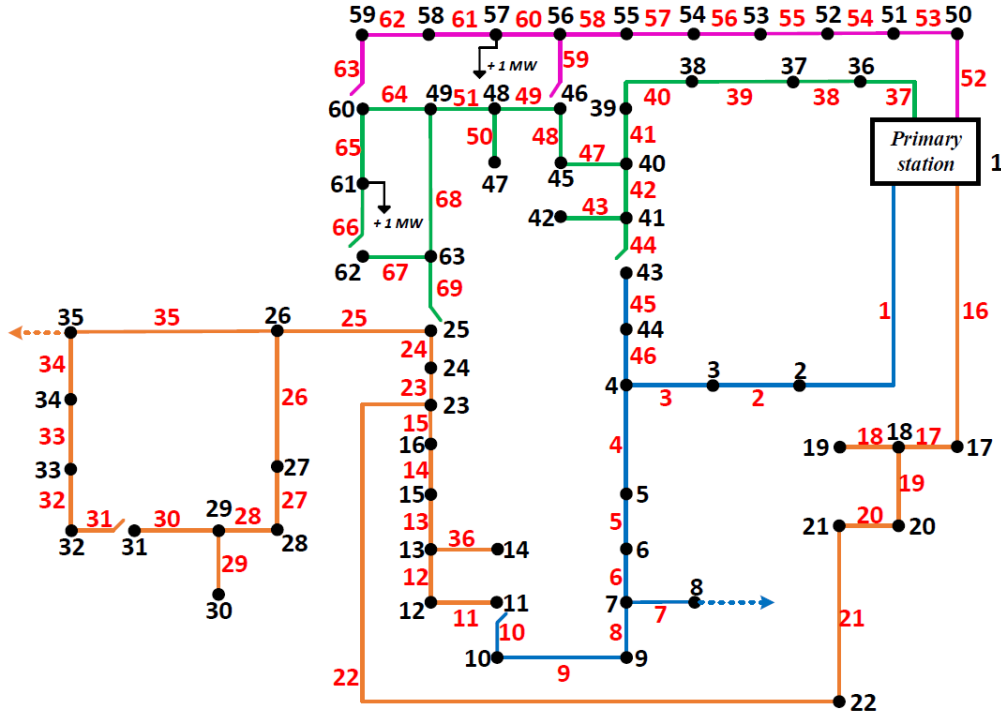 59 62 58 61 57 60 56 58 55 57 54 56 53 55 52 54 51 53 50
63 + 1 MW 59 52
64 49 51 48 49 46 38 37 36
60 39 40 39 38 37
65 50 48 41 Primary
station 1
61 47 45 47 40
68 42
66 + 1 MW 42 43 41
44
62 67 63 43
69 45
35 35 26 25 25 44 1 16
34 24 46
24 3 2
23 4 3 2
34 26 23
15
33 16 4 19 18 18 17 17
33 27 14
32 15 5 19
27 13 5 21 20 20
31 30 29 28
32 31 28 13 36 14 6
29 12 6 8
30 12 11 11 7 7
10 8 21
10 9 9
22
22